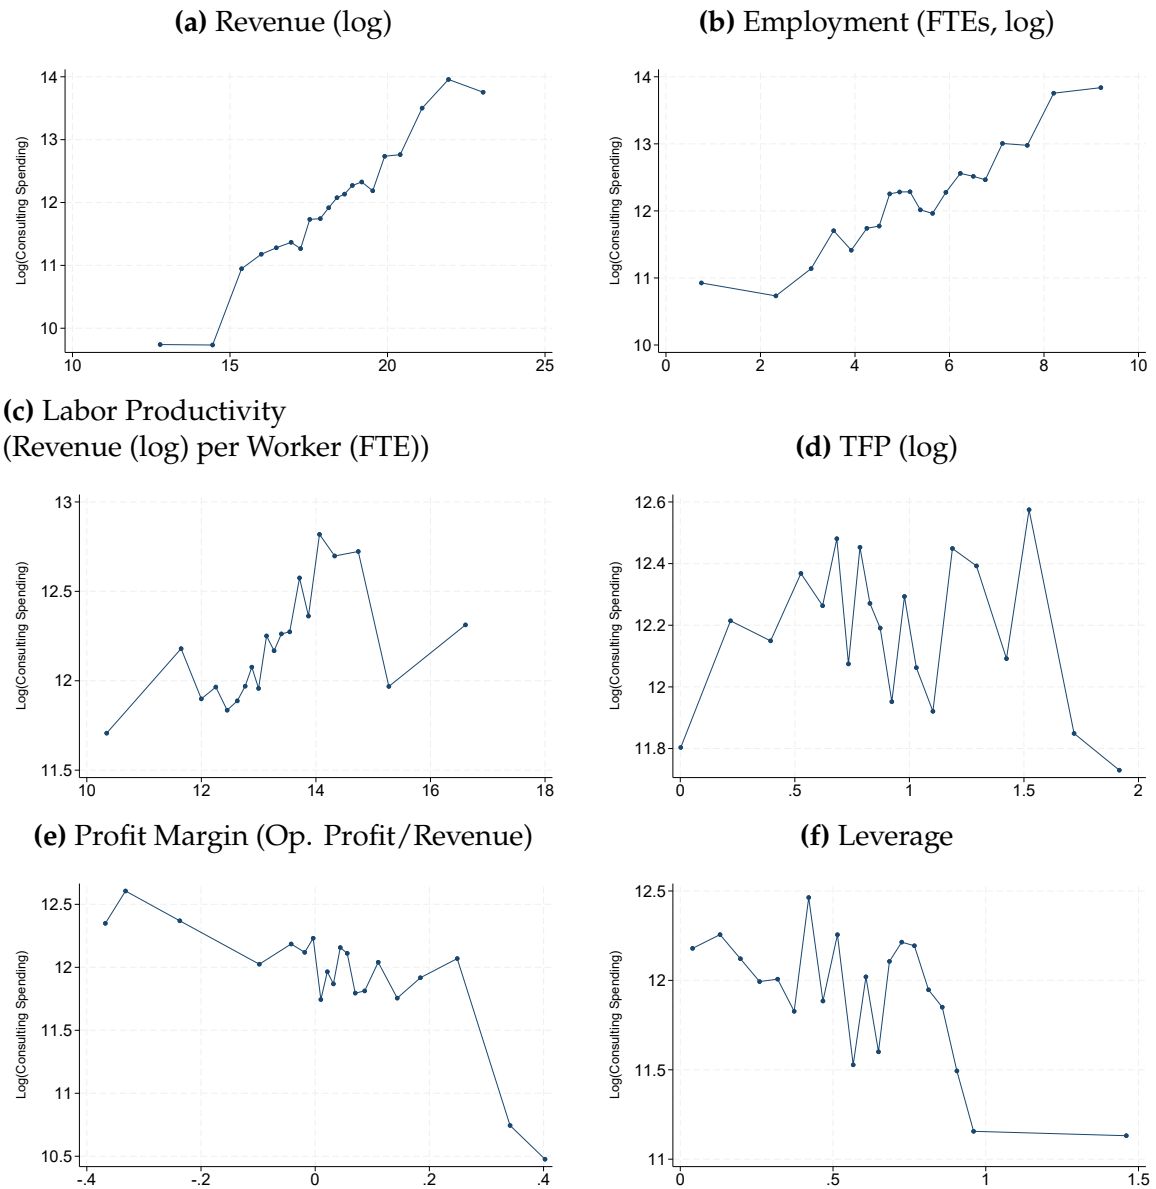 (a) Revenue (log)
(b) Employment (FTEs, log)
Log(Consulting Spending)
14
13
12
11
10
10 15 20 25
Log(Consulting Spending)
14
13
12
11
10
0 2 4 6 8 10
(c) Labor Productivity
(Revenue (log) per Worker (FTE))
(d) TFP (log)
Log(Consulting Spending)
13
12.5
12
11.5
10 12 14 16 18
Log(Consulting Spending)
12.6
12.4
12.2
12
11.8
0 .5 1 1.5 2
(e) Profit Margin (Op. Profit/Revenue)
(f) Leverage
Log(Consulting Spending)
12.5
12
11.5
11
10.5
-.4 -.2 0 .2 .4
Log(Consulting Spending)
12.5
12
11.5
11
0 .5 1 1.5